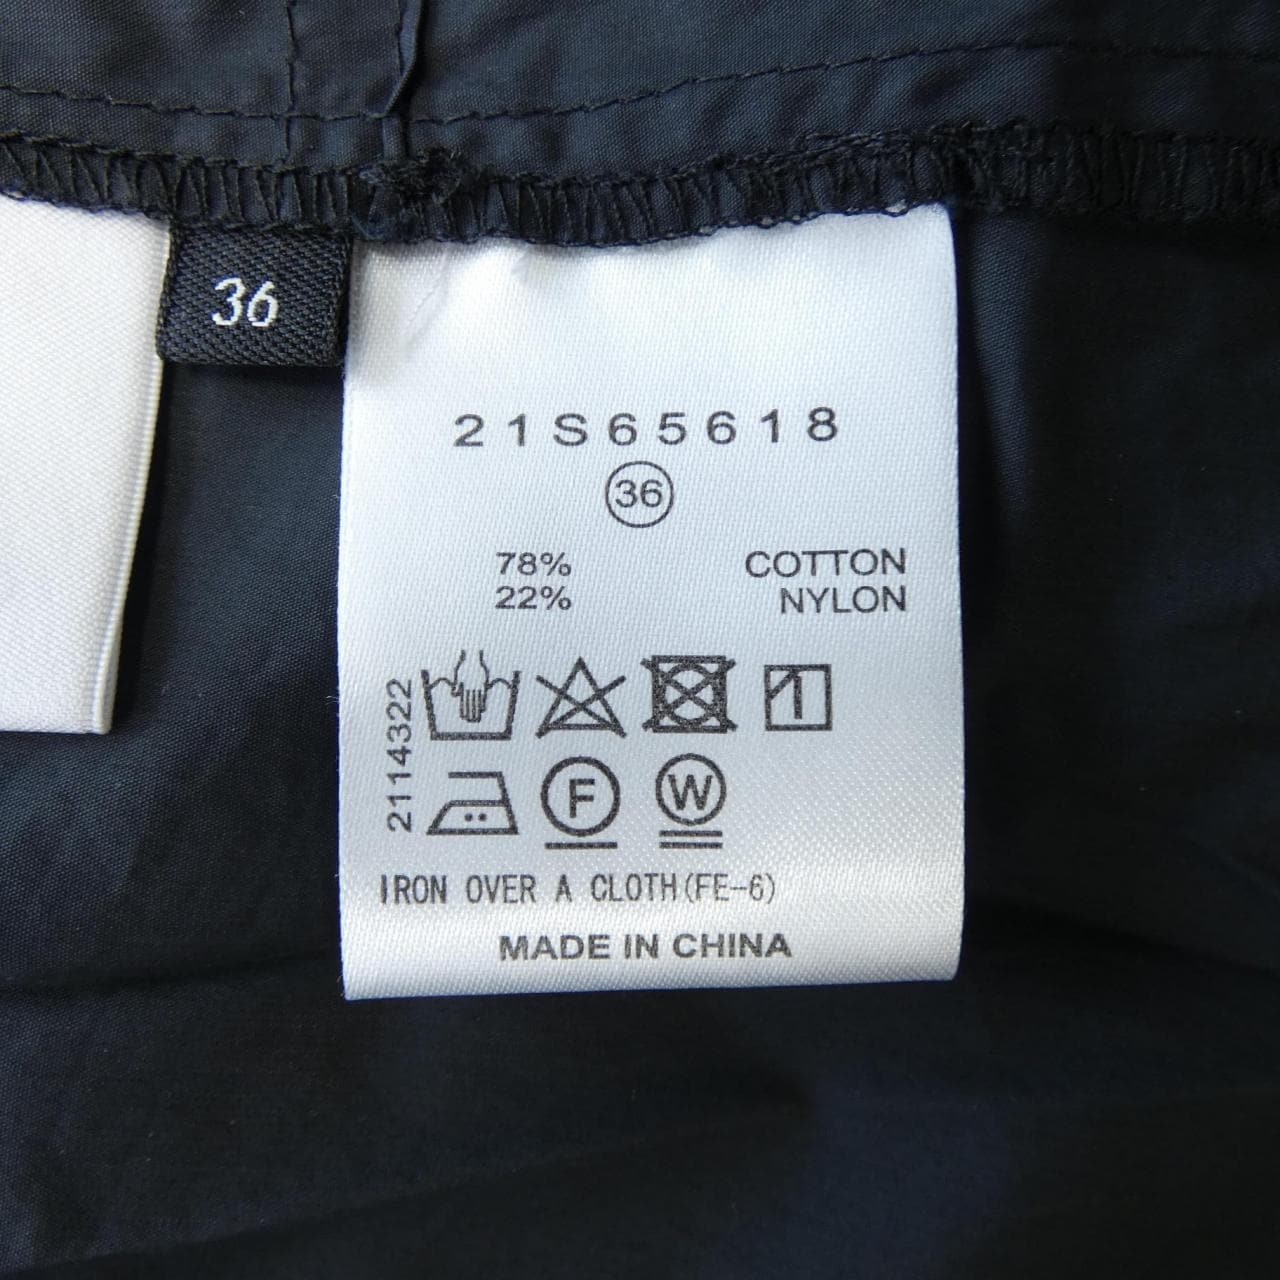 36
21S65618
36
78% COTTON
22% NYLON
2114322
F
W
IRON OVER A CLOTH(FE-6)
MADE IN CHINA